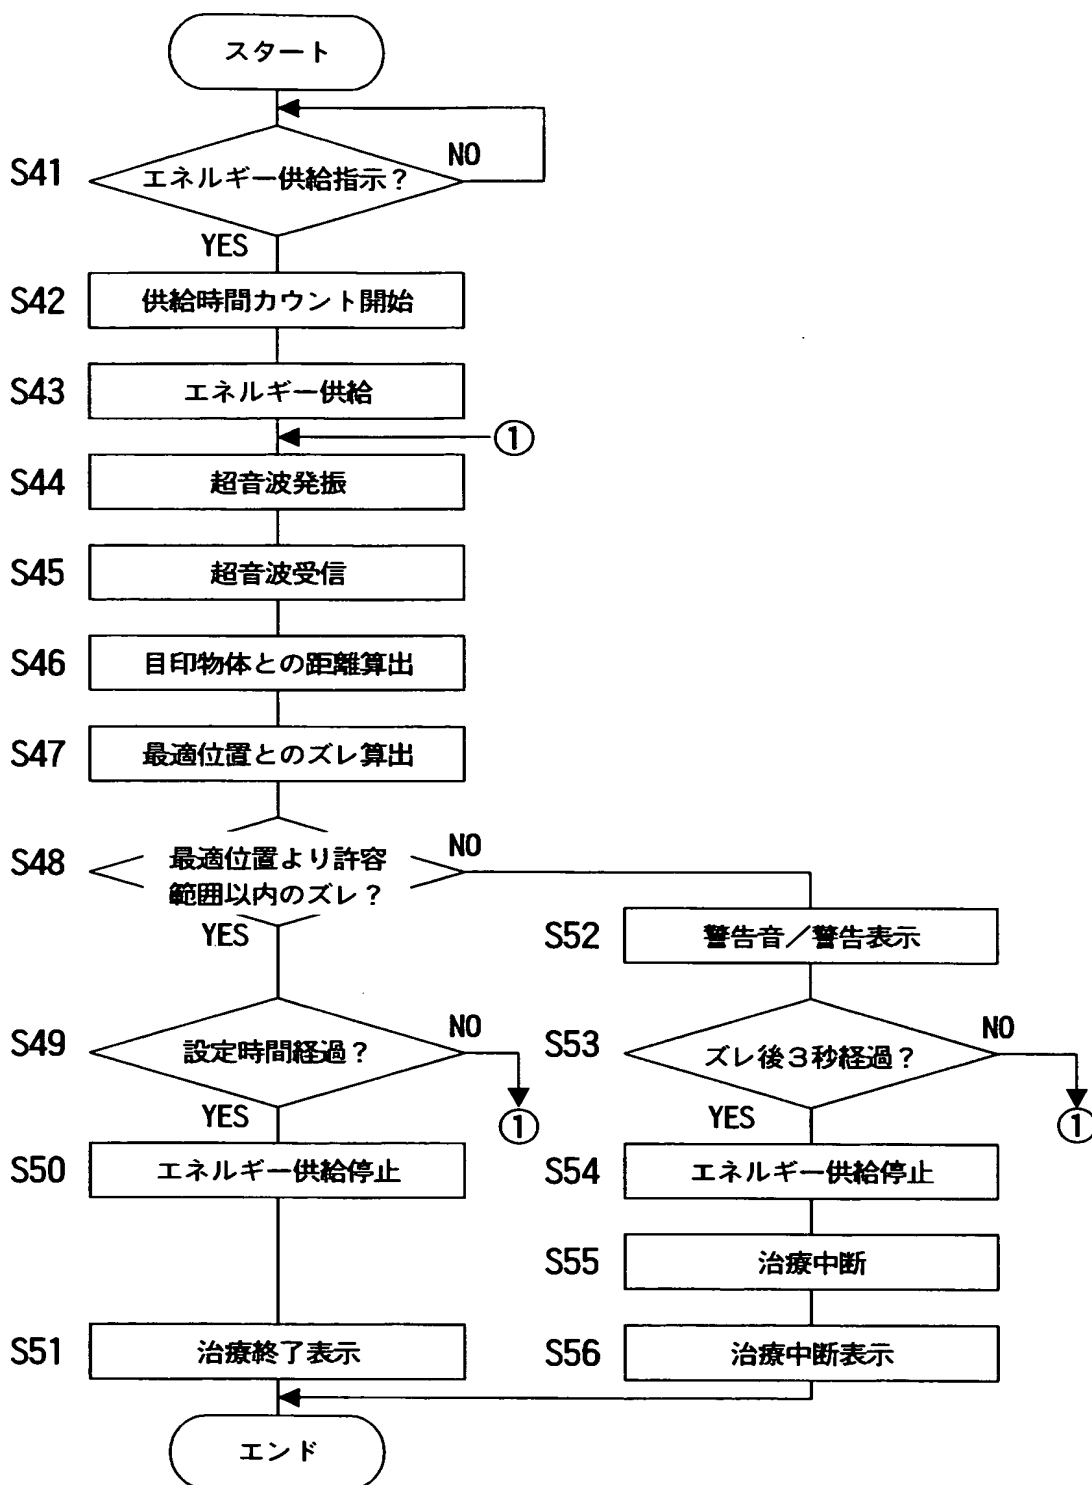 スタート
S41
エネルギー供給指示？
NO
YES
S42
供給時間カウント開始
S43
エネルギー供給
①
S44
超音波発振
S45
超音波受信
S46
目印物体との距離算出
S47
最適位置とのズレ算出
S48
最適位置より許容
範囲以内のズレ？
NO
YES
S49
設定時間経過？
NO
①
YES
S50
エネルギー供給停止
S51
治療終了表示
S52
警告音／警告表示
S53
ズレ後３秒経過？
NO
①
YES
S54
エネルギー供給停止
S55
治療中断
S56
治療中断表示
エンド